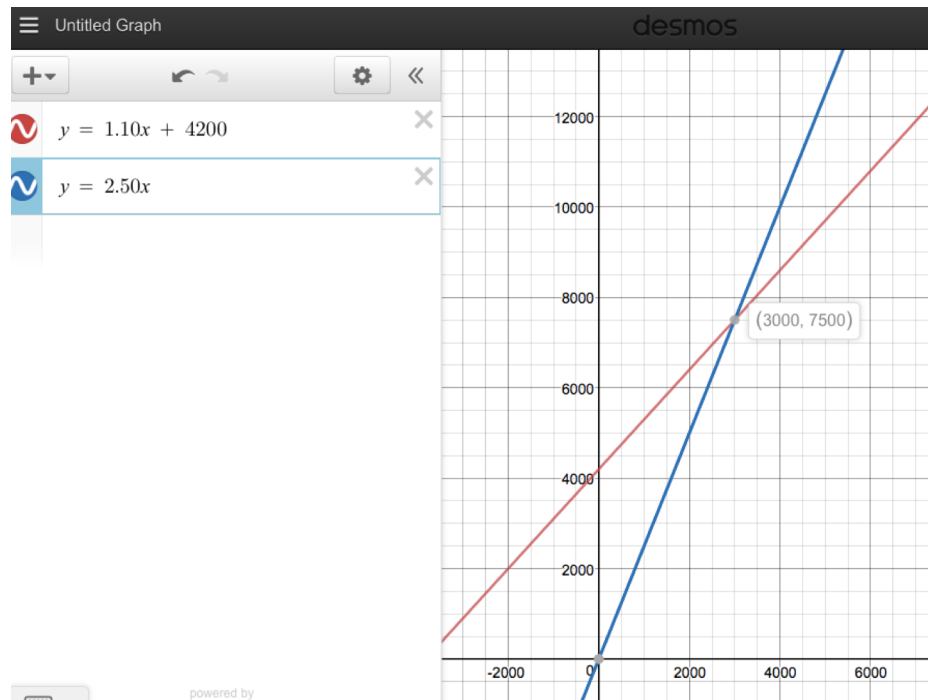 Untitled Graph
desmos
y = 1.10x + 4200
y = 2.50x
12000
10000
8000
(3000, 7500)
6000
4000
2000
-2000
0
2000
4000
6000
powered by